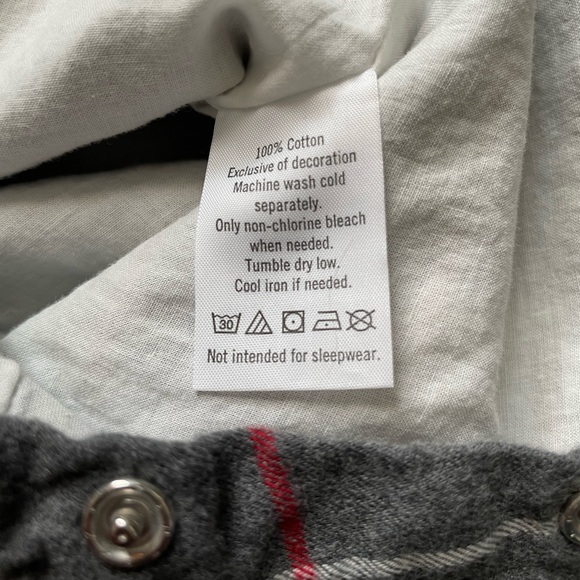 100% Cotton
Exclusive of decoration
Machine wash cold
separately.
Only non-chlorine bleach
when needed.
Tumble dry low.
Cool iron if needed.
30
Not intended for sleepwear.